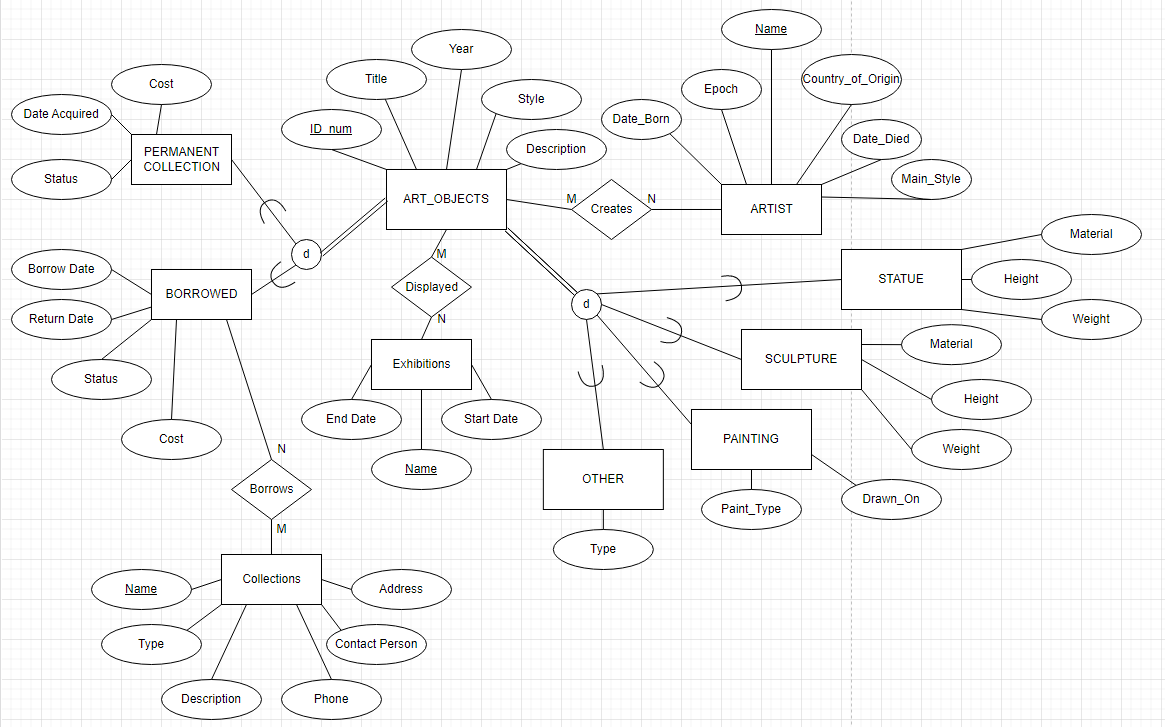 Name
Year
Title
Cost
Epoch
Country_of_Origin
Style
Date Acquired
ID_num
Date_Born
Date_Died
PERMANENT
COLLECTION
Description
Status
Main_Style
ART_OBJECTS
M
Creates
N
ARTIST
Material
d
M
Borrow Date
BORROWED
Displayed
STATUE
Height
d
Return Date
N
Weight
Material
Exhibitions
SCULPTURE
Status
Height
End Date
Start Date
Cost
PAINTING
N
Weight
Name
OTHER
Borrows
Drawn_On
Paint_Type
M
Type
Collections
Name
Address
Type
Contact Person
Description
Phone